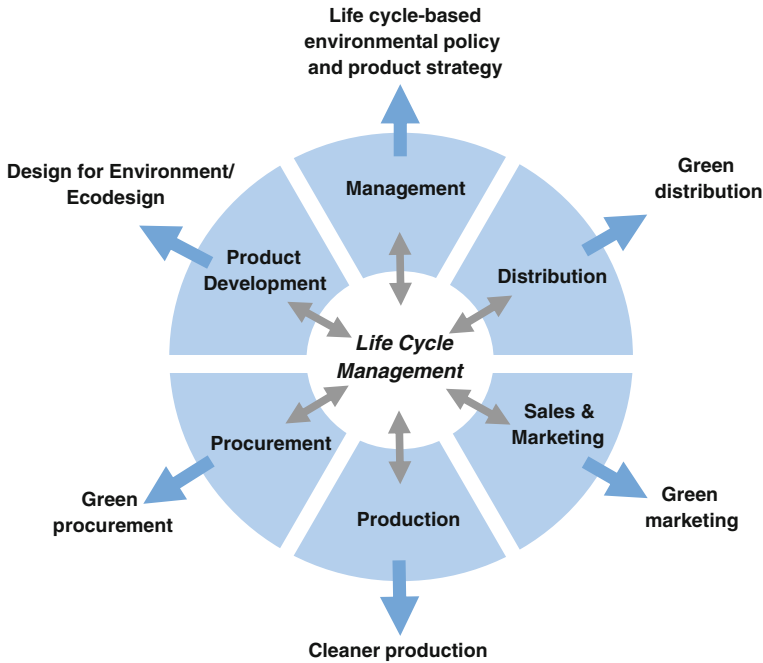 Life cycle-based
environmental policy
and product strategy
Design for Environment/
Ecodesign
Green
distribution
Management
Product
Development
Distribution
Life Cycle
Management
Procurement
Sales &
Marketing
Production
Green
procurement
Green
marketing
Cleaner production